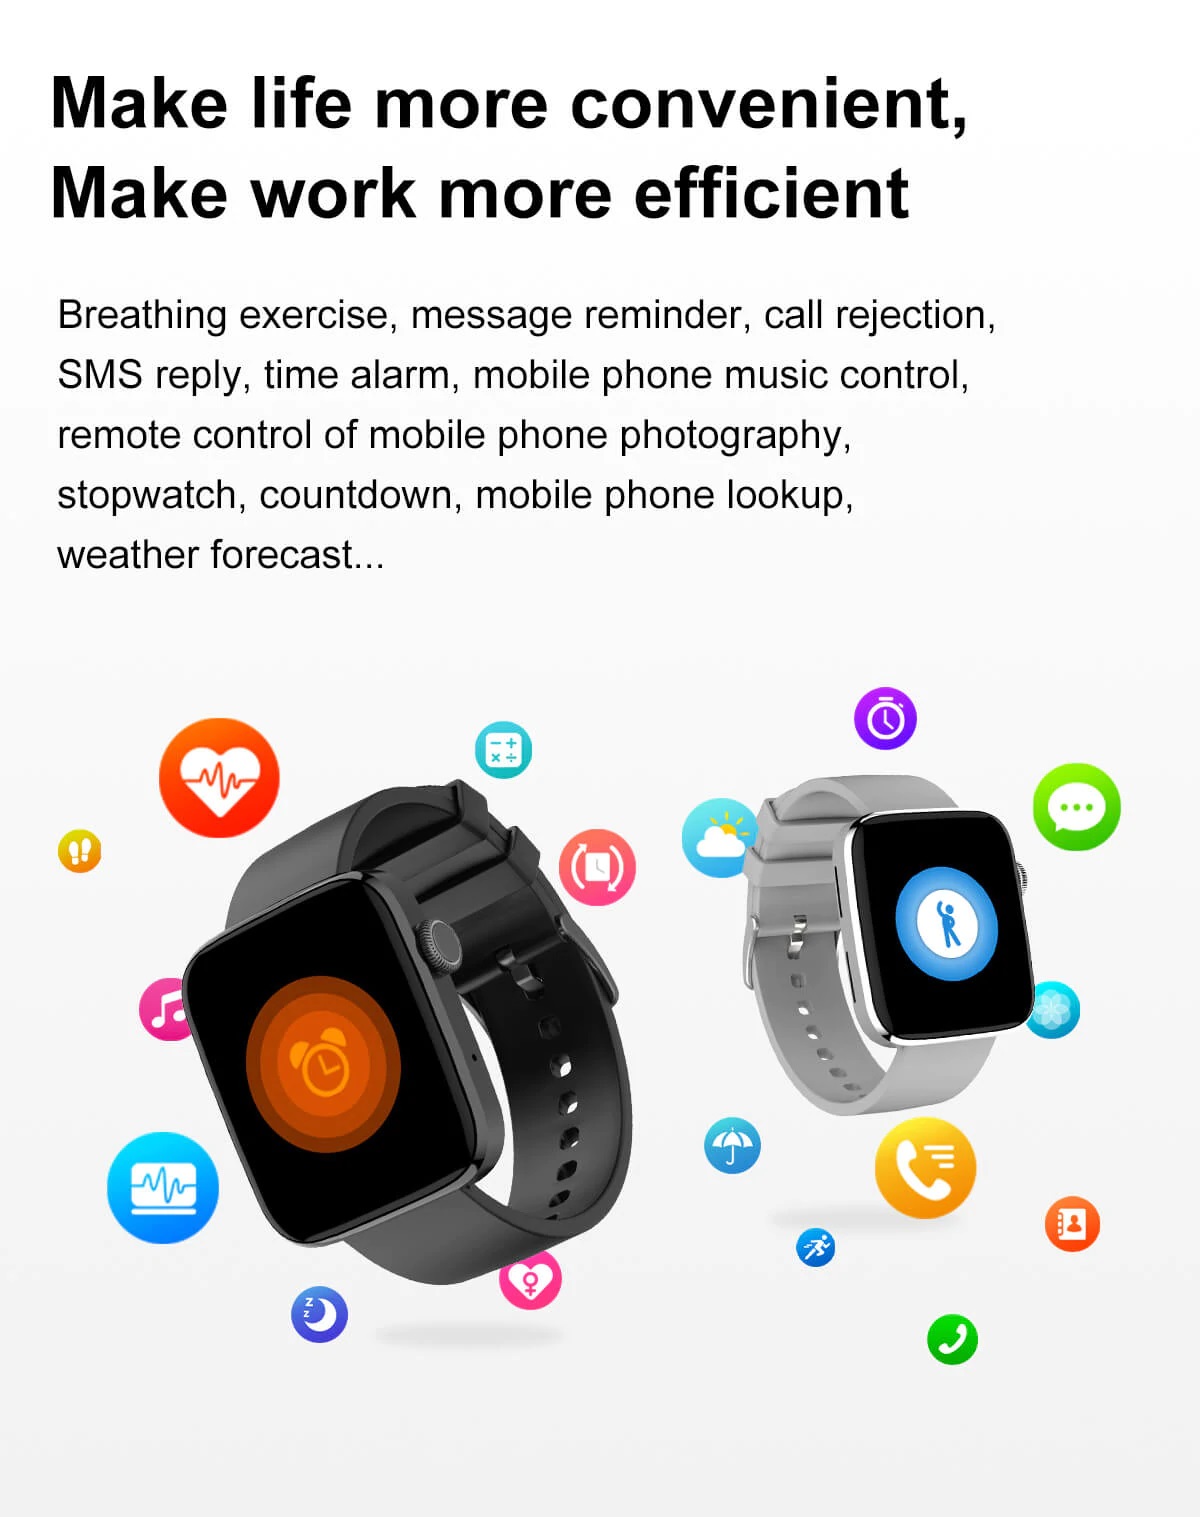 Make life more convenient,
Make work more efficient
Breathing exercise, message reminder, call rejection,
SMS reply, time alarm, mobile phone music control,
remote control of mobile phone photography,
stopwatch, countdown, mobile phone lookup,
weather forecast...
z
z